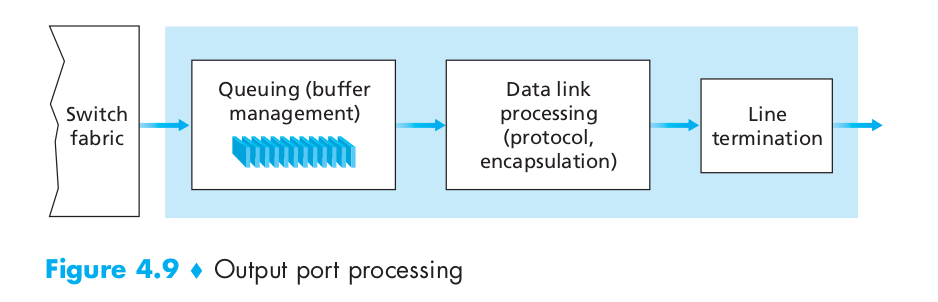 Switch
fabric
Queuing (buffer
management)
Data link
processing
(protocol,
encapsulation)
Line
termination
Figure 4.9 ♦ Output port processing